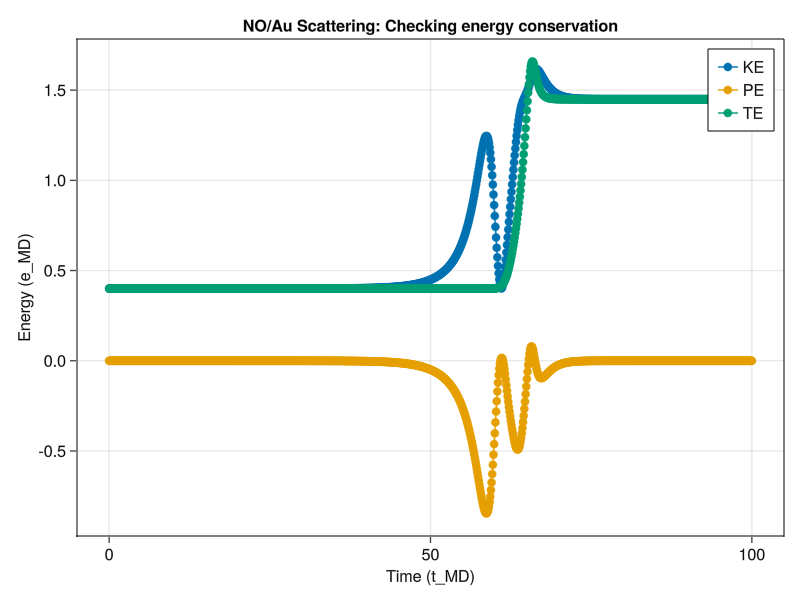 NO/Au Scattering: Checking energy conservation
Energy (e_MD)
1.5
1.0
0.5
0.0
-0.5
KE
PE
TE
0
50
100
Time (t_MD)